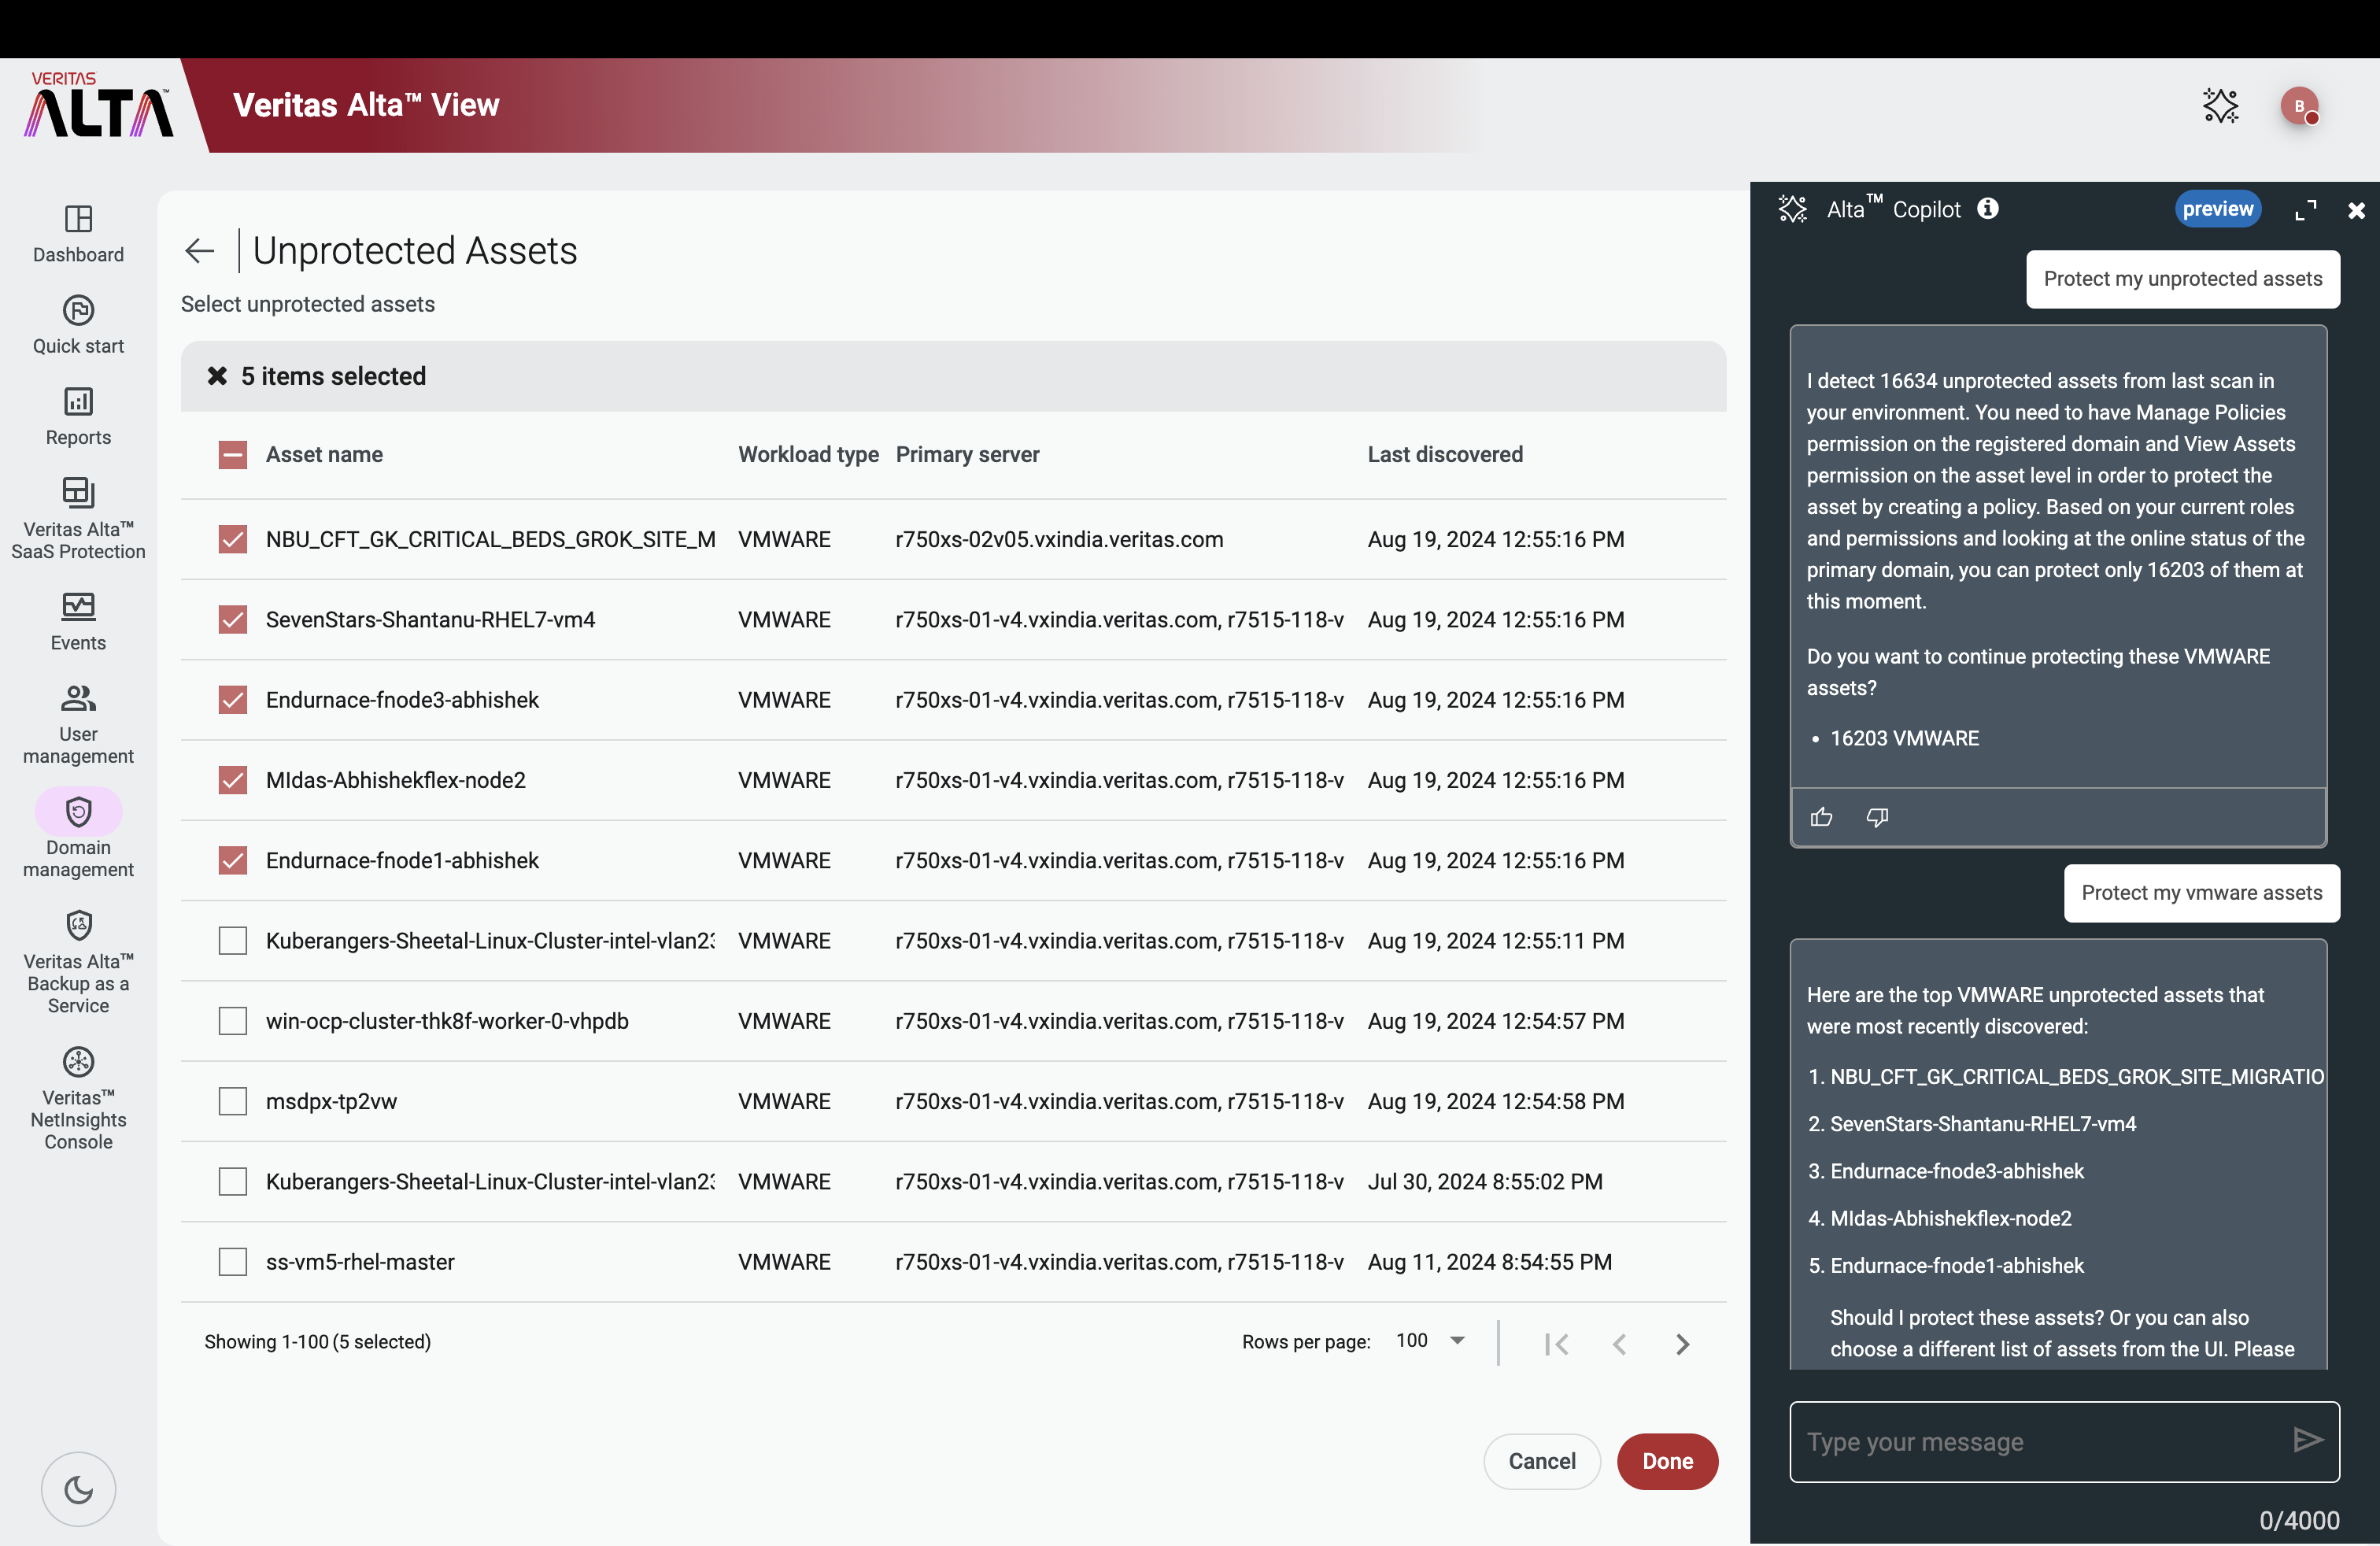 VERITAS
ALTA™
Veritas Alta™ View
B
Dashboard
Quick start
Reports
Veritas Alta™
SaaS Protection
Events
User
management
Domain
management
Veritas Alta™
Backup as a
Service
Veritas™
NetInsights
Console
Unprotected Assets
Select unprotected assets
5 items selected
Asset name Workload type Primary server Last discovered
NBU_CFT_GK_CRITICAL_BEDS_GROK_SITE_M VMWARE r750xs-02v05.vxindia.veritas.com Aug 19, 2024 12:55:16 PM
SevenStars-Shantanu-RHEL7-vm4 VMWARE r750xs-01-v4.vxindia.veritas.com, r7515-118-v Aug 19, 2024 12:55:16 PM
Endurnace-fnode3-abhishek VMWARE r750xs-01-v4.vxindia.veritas.com, r7515-118-v Aug 19, 2024 12:55:16 PM
MIdas-Abhishekflex-node2 VMWARE r750xs-01-v4.vxindia.veritas.com, r7515-118-v Aug 19, 2024 12:55:16 PM
Endurnace-fnode1-abhishek VMWARE r750xs-01-v4.vxindia.veritas.com, r7515-118-v Aug 19, 2024 12:55:16 PM
Kuberangers-Sheetal-Linux-Cluster-intel-vlan23 VMWARE r750xs-01-v4.vxindia.veritas.com, r7515-118-v Aug 19, 2024 12:55:11 PM
win-ocp-cluster-thk8f-worker-0-vhpdb VMWARE r750xs-01-v4.vxindia.veritas.com, r7515-118-v Aug 19, 2024 12:54:57 PM
msdpx-tp2vw VMWARE r750xs-01-v4.vxindia.veritas.com, r7515-118-v Aug 19, 2024 12:54:58 PM
Kuberangers-Sheetal-Linux-Cluster-intel-vlan23 VMWARE r750xs-01-v4.vxindia.veritas.com, r7515-118-v Jul 30, 2024 8:55:02 PM
ss-vm5-rhel-master VMWARE r750xs-01-v4.vxindia.veritas.com, r7515-118-v Aug 11, 2024 8:54:55 PM
Showing 1-100 (5 selected) Rows per page: 100
Cancel Done
Alta™ Copilot preview
Protect my unprotected assets
I detect 16634 unprotected assets from last scan in
your environment. You need to have Manage Policies
permission on the registered domain and View Assets
permission on the asset level in order to protect the
asset by creating a policy. Based on your current roles
and permissions and looking at the online status of the
primary domain, you can protect only 16203 of them at
this moment.
Do you want to continue protecting these VMWARE
assets?
• 16203 VMWARE
Protect my vmware assets
Here are the top VMWARE unprotected assets that
were most recently discovered:
1. NBU_CFT_GK_CRITICAL_BEDS_GROK_SITE_MIGRATIO
2. SevenStars-Shantanu-RHEL7-vm4
3. Endurnace-fnode3-abhishek
4. MIdas-Abhishekflex-node2
5. Endurnace-fnode1-abhishek
Should I protect these assets? Or you can also
choose a different list of assets from the UI. Please
Type your message
0/4000